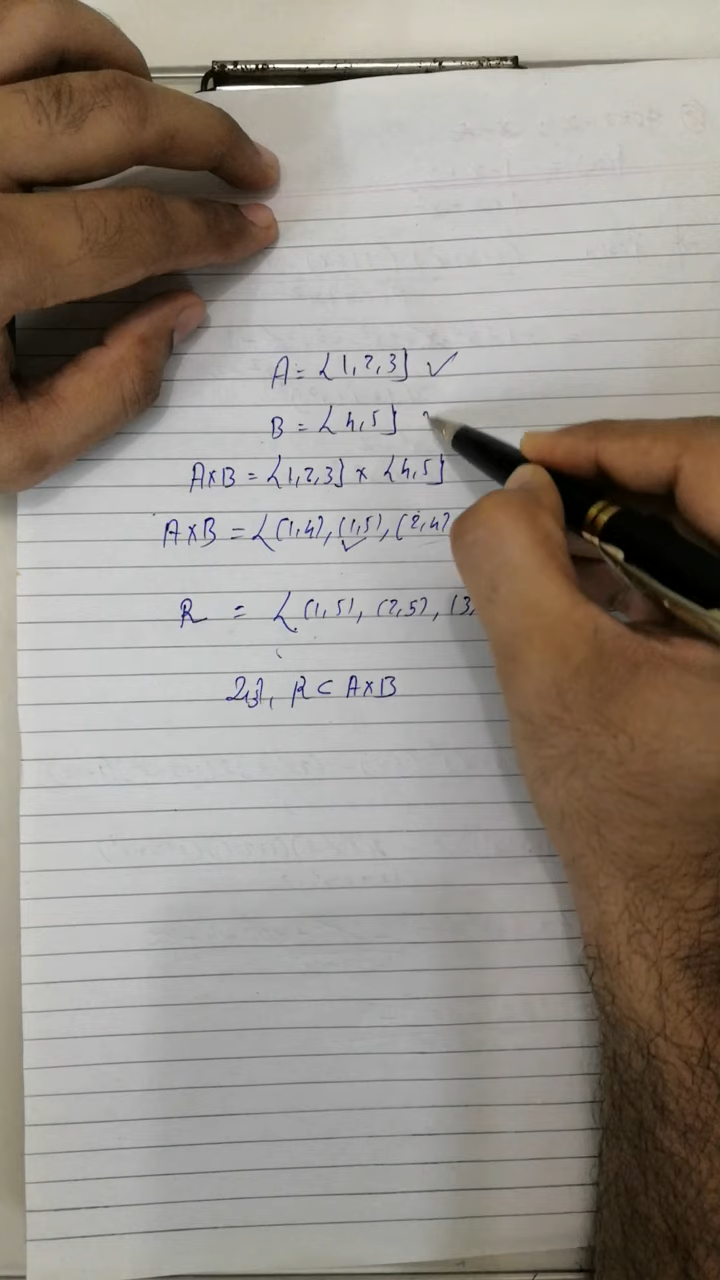 A = {1,2,3} ✓
B = {4,5}
A×B = {1,2,3} × {4,5}
A×B = {(1,4), (1,5), (2,4)
R = {(1,5), (2,5), (3,
R ⊂ A×B